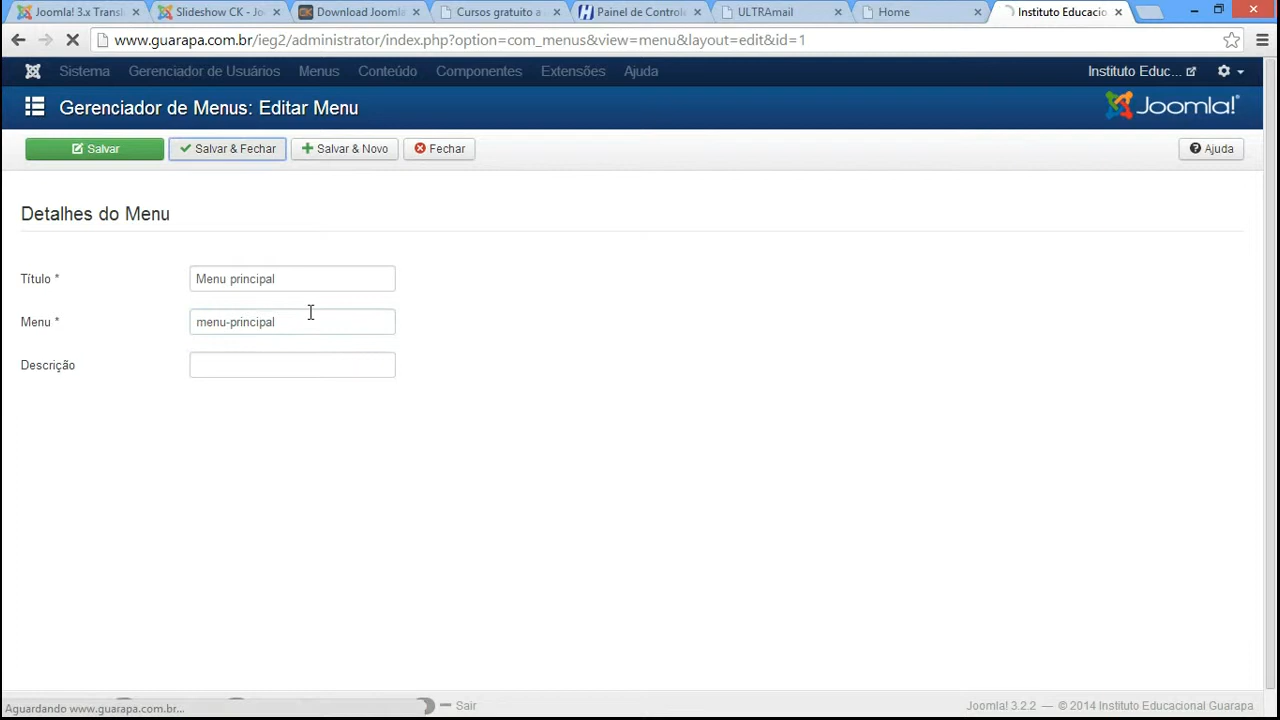 Joomla! 3.x Transl
Slideshow CK - Joo
Download Joomla
Cursos gratuito a
Painel de Controle
ULTRAmail
Home
Instituto Educacio
www.guarapa.com.br/ieg2/administrator/index.php?option=com_menus&view=menu&layout=edit&id=1
Sistema Gerenciador de Usuários Menus Conteúdo Componentes Extensões Ajuda Instituto Educ...
Gerenciador de Menus: Editar Menu Joomla!
Salvar Salvar & Fechar Salvar & Novo Fechar Ajuda
Detalhes do Menu
Título * Menu principal
Menu * menu-principal
Descrição
Aguardando www.guarapa.com.br... Sair Joomla! 3.2.2 — © 2014 Instituto Educacional Guarapa